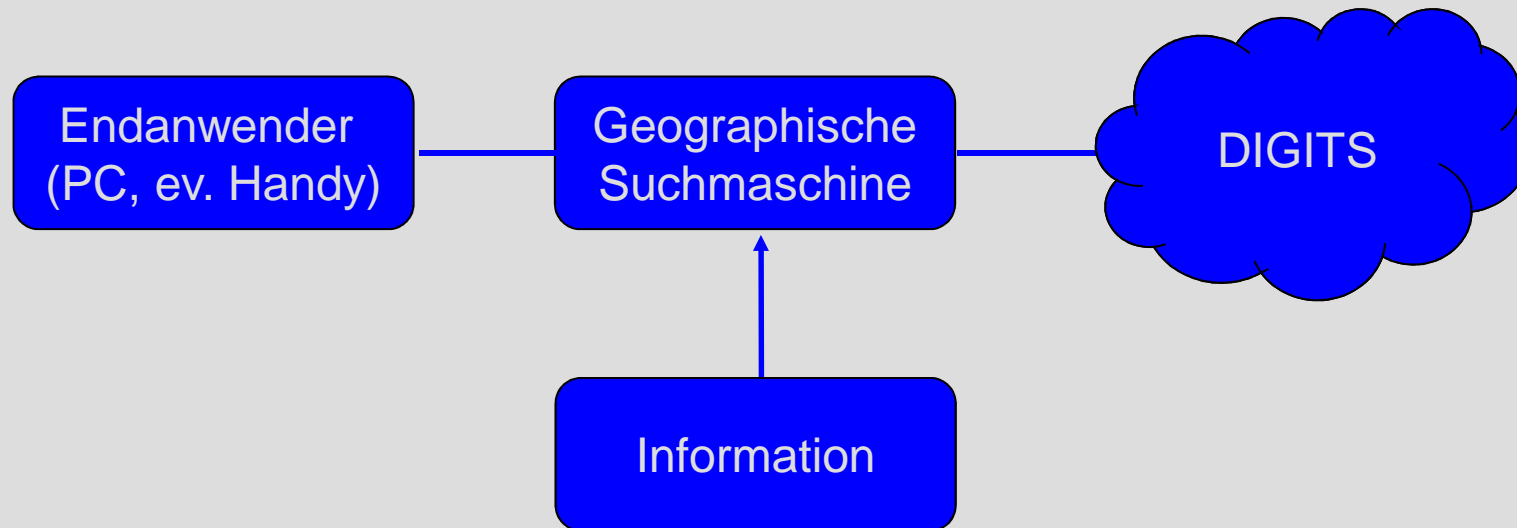 Endanwender
(PC, ev. Handy)
Geographische
Suchmaschine
DIGITS
Information